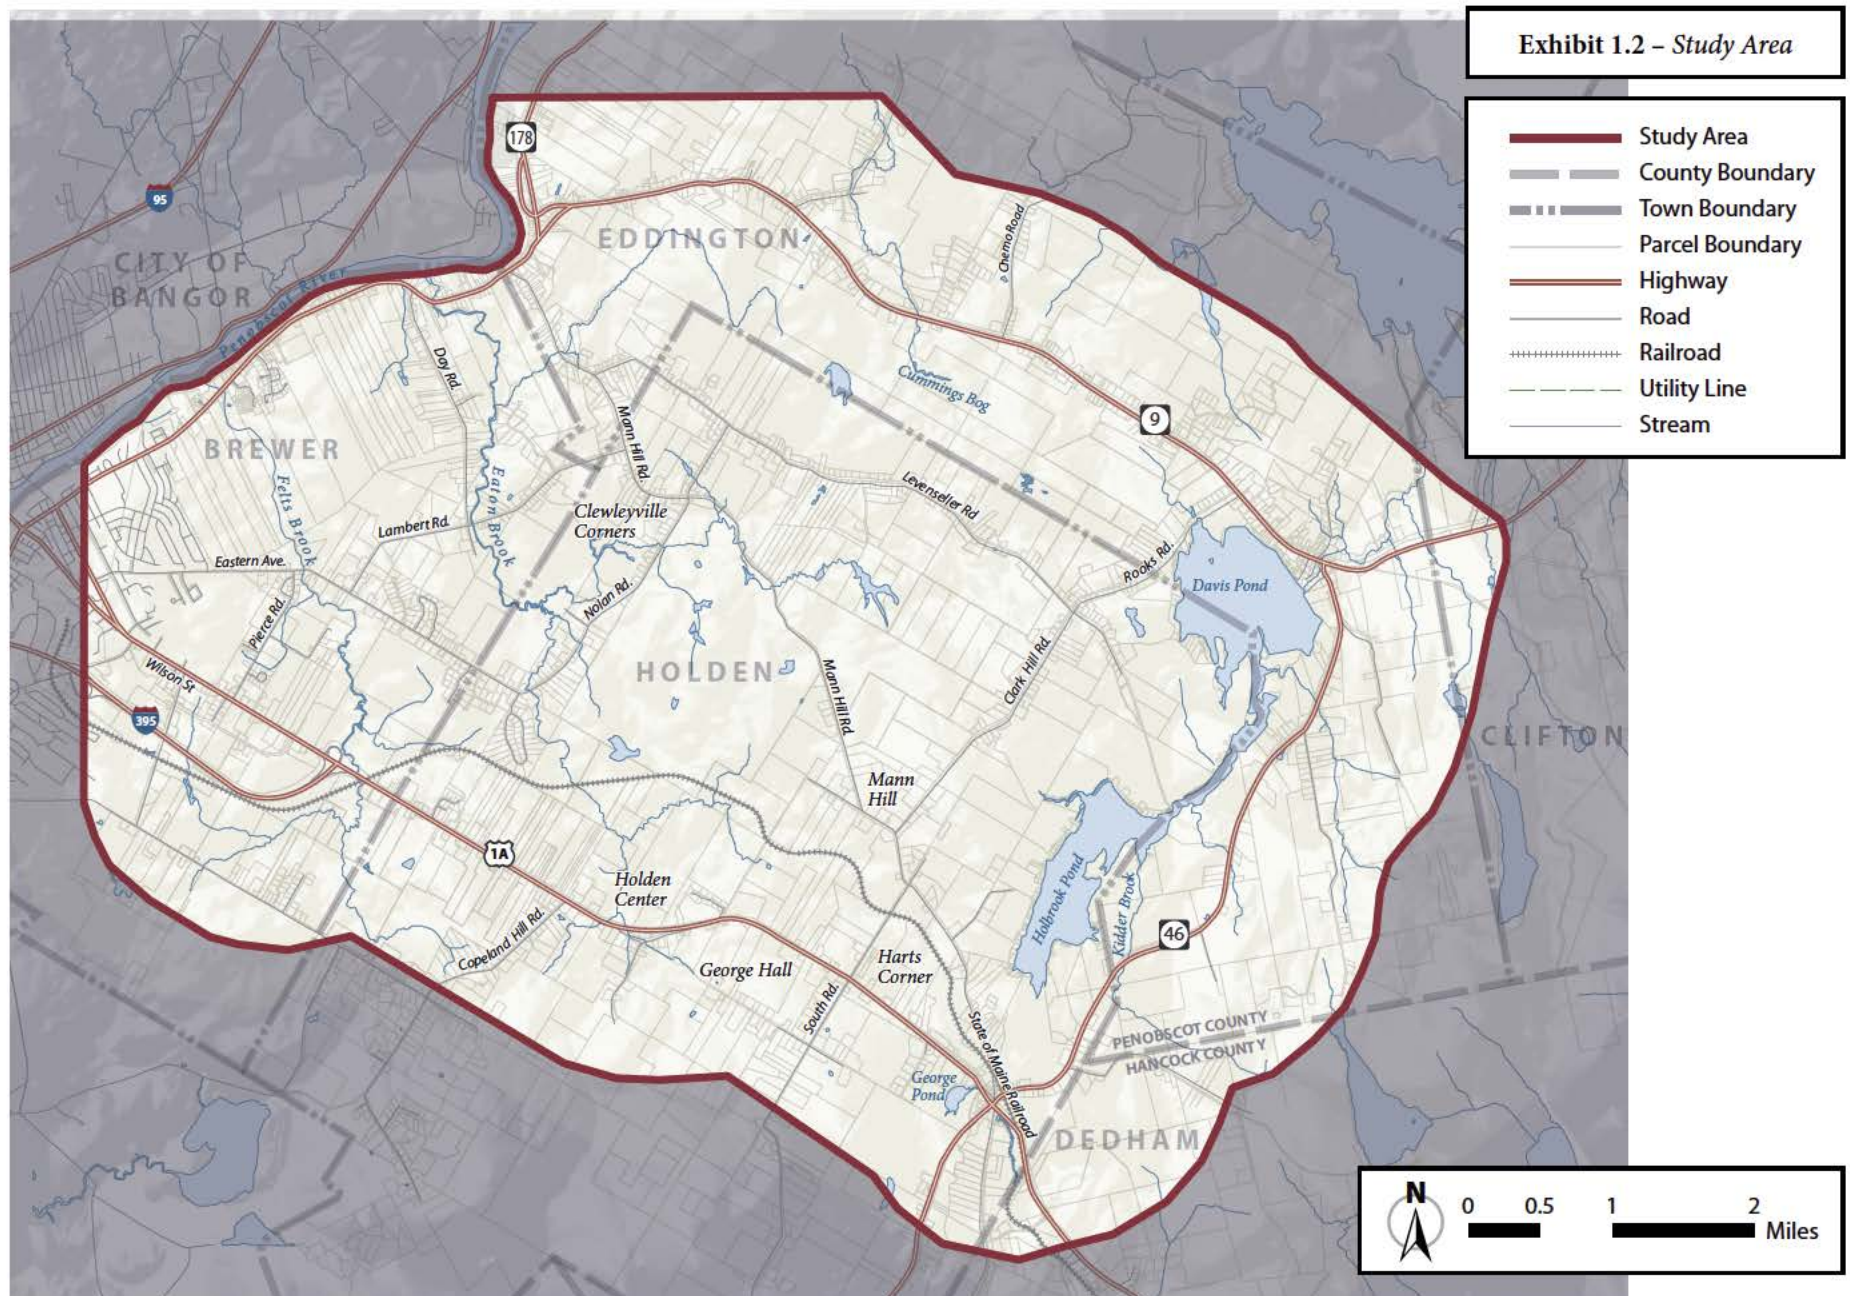 Exhibit 1.2 – Study Area
Study Area
County Boundary
Town Boundary
Parcel Boundary
Highway
Road
Railroad
Utility Line
Stream
178
95
CITY OF
BANGOR
Penobscot River
EDDINGTON
Chemo Road
Day Rd.
Cummings Bog
9
BREWER
Mann Hill Rd.
Felts Brook
Eaton Brook
Levenseller Rd
Clewleyville
Corners
Lambert Rd.
Eastern Ave.
Rooks Rd.
Davis Pond
Nolan Rd.
Pierce Rd.
Wilson St
HOLDEN
Mann Hill Rd.
Clark Hill Rd.
395
CLIFTON
Mann
Hill
1A
Holden
Center
Holbrook Pond
Kidder Brook
46
Copeland Hill Rd.
George Hall
Harts
Corner
South Rd.
State of Maine Railroad
PENOBSCOT COUNTY
HANCOCK COUNTY
George
Pond
DEDHAM
N
0 0.5 1 2
Miles